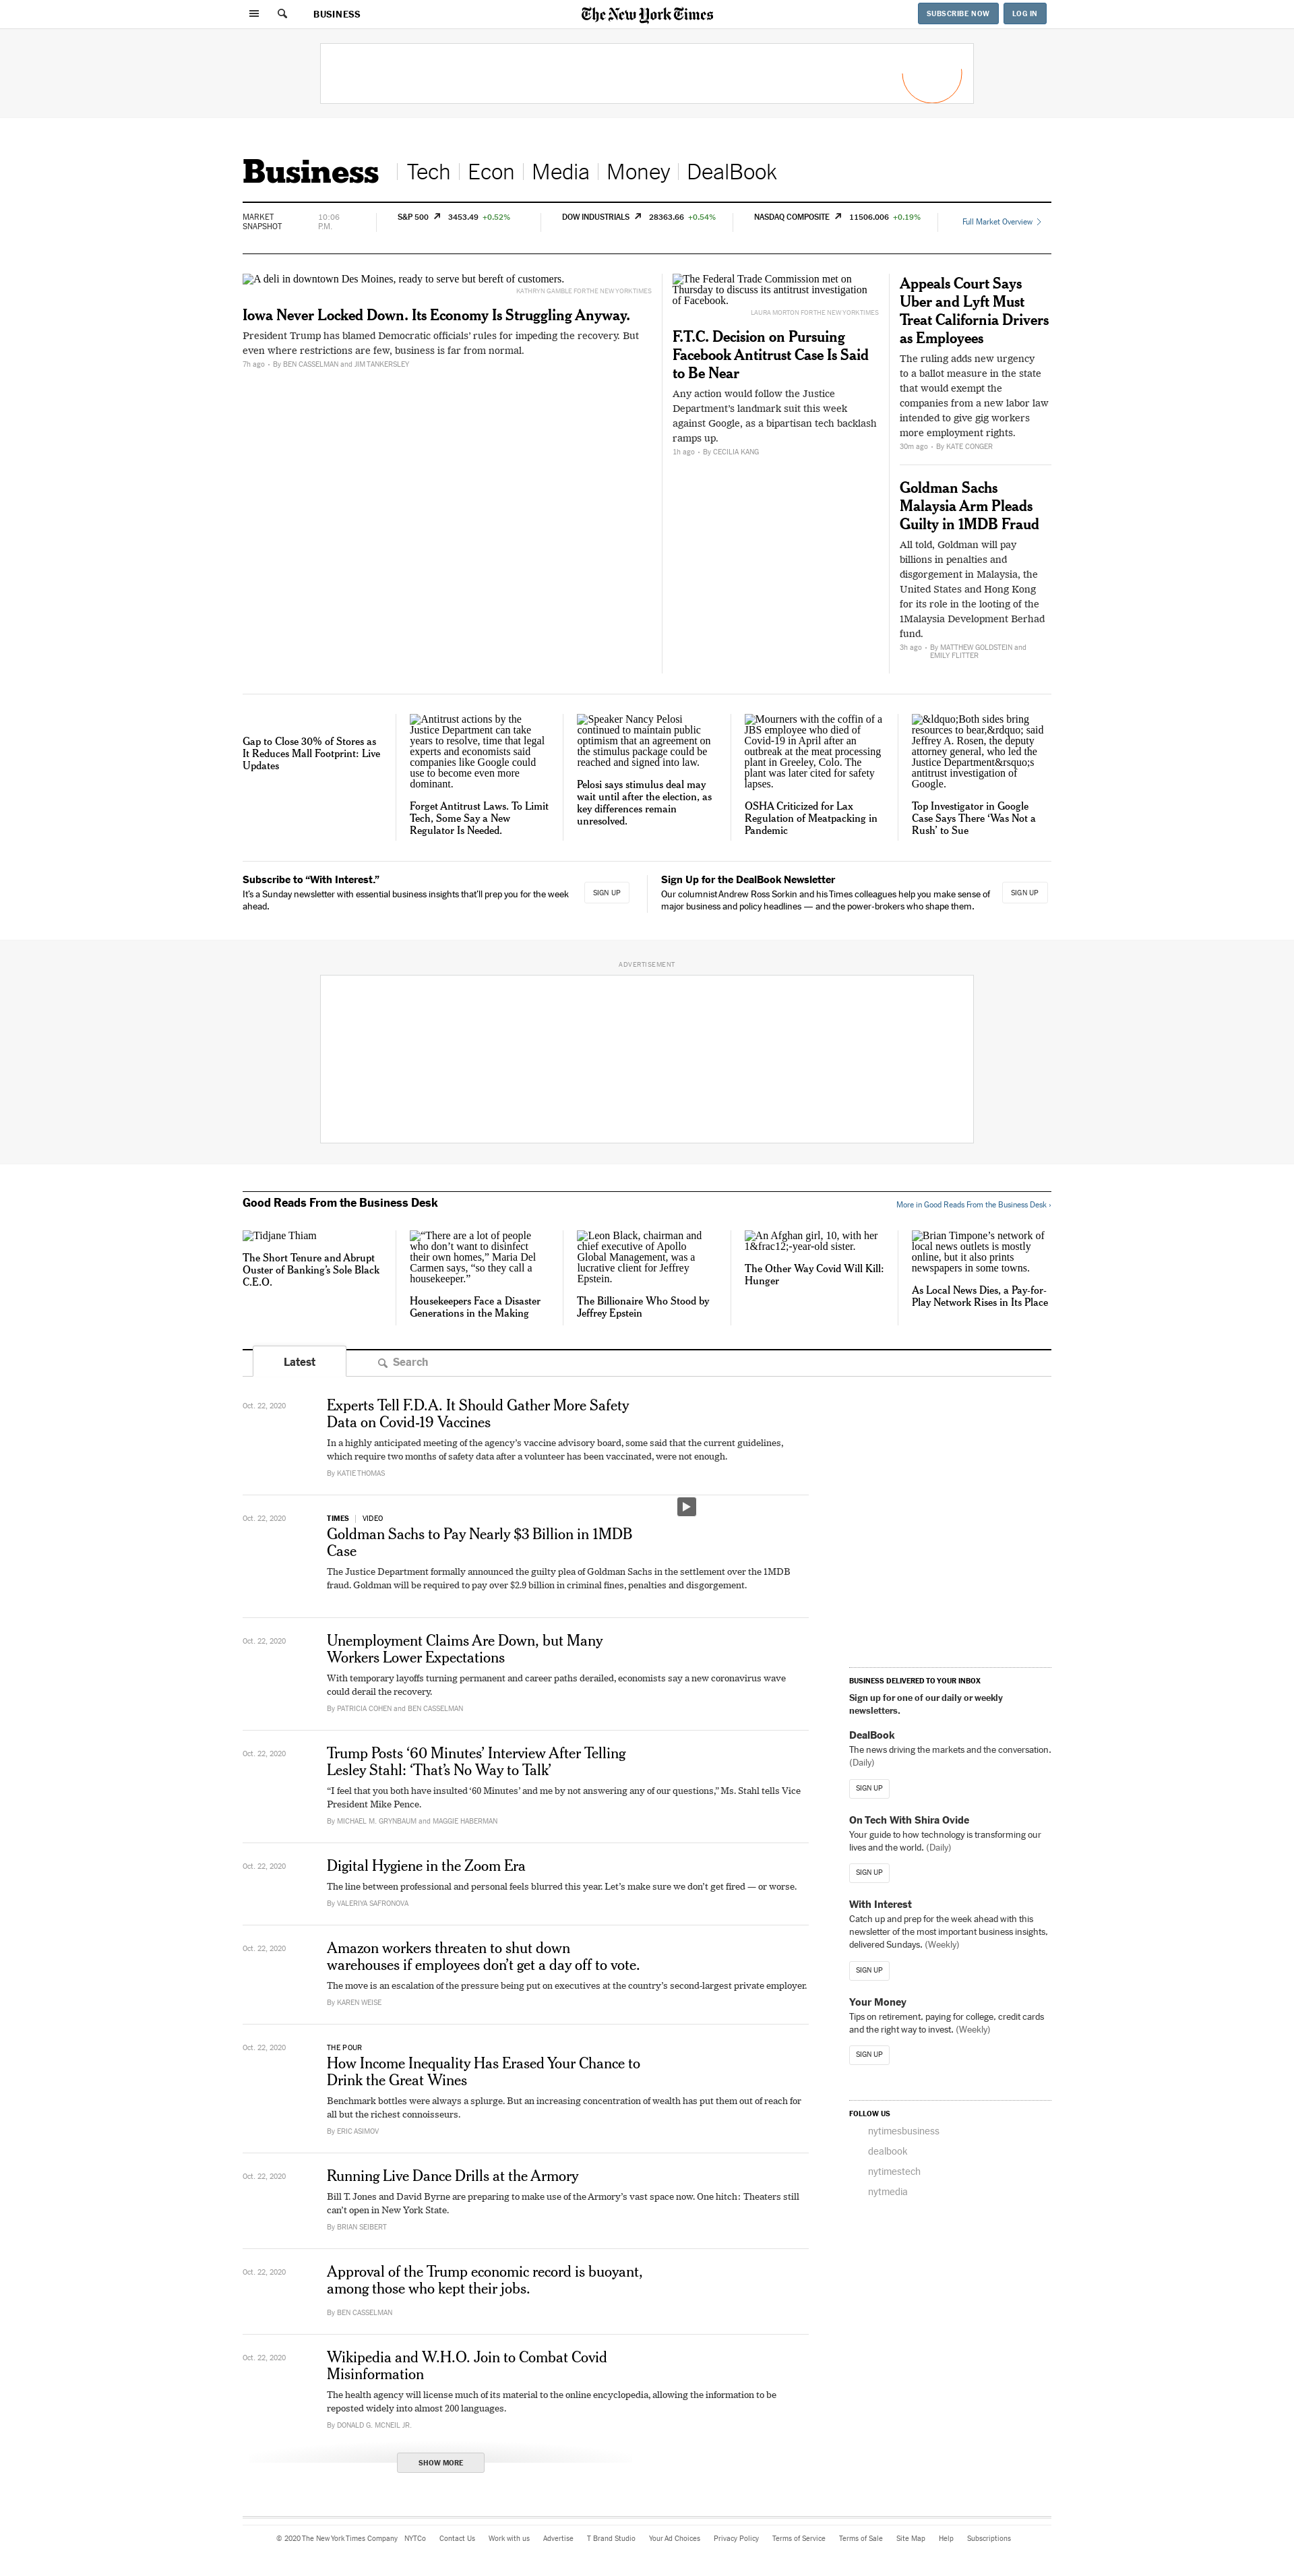 BUSINESS
The New York Times
SUBSCRIBE NOW
LOG IN
Business
Tech
Econ
Media
Money
DealBook
MARKET
SNAPSHOT
10:06
P.M.
S&P 500 3453.49 +0.52%
DOW INDUSTRIALS 28363.66 +0.54%
NASDAQ COMPOSITE 11506.006 +0.19%
Full Market Overview
A deli in downtown Des Moines, ready to serve but bereft of customers.
KATHRYN GAMBLE FOR THE NEW YORK TIMES
Iowa Never Locked Down. Its Economy Is Struggling Anyway.
President Trump has blamed Democratic officials' rules for impeding the recovery. But
even where restrictions are few, business is far from normal.
7h ago - By BEN CASSELMAN and JIM TANKERSLEY
The Federal Trade Commission met on
Thursday to discuss its antitrust investigation
of Facebook.
LAURA MORTON FOR THE NEW YORK TIMES
F.T.C. Decision on Pursuing
Facebook Antitrust Case Is Said
to Be Near
Any action would follow the Justice
Department's landmark suit this week
against Google, as a bipartisan tech backlash
ramps up.
1h ago - By CECILIA KANG
Appeals Court Says
Uber and Lyft Must
Treat California Drivers
as Employees
The ruling adds new urgency
to a ballot measure in the state
that would exempt the
companies from a new labor law
intended to give gig workers
more employment rights.
30m ago - By KATE CONGER
Goldman Sachs
Malaysia Arm Pleads
Guilty in 1MDB Fraud
All told, Goldman will pay
billions in penalties and
disgorgement in Malaysia, the
United States and Hong Kong
for its role in the looting of the
1Malaysia Development Berhad
fund.
3h ago - By MATTHEW GOLDSTEIN and
EMILY FLITTER
Gap to Close 30% of Stores as
It Reduces Mall Footprint: Live
Updates
Antitrust actions by the
Justice Department can take
years to resolve, time that legal
experts and economists said
companies like Google could
use to become even more
dominant.
Forget Antitrust Laws. To Limit
Tech, Some Say a New
Regulator Is Needed.
Speaker Nancy Pelosi
continued to maintain public
optimism that an agreement on
the stimulus package could be
reached and signed into law.
Pelosi says stimulus deal may
wait until after the election, as
key differences remain
unresolved.
Mourners with the coffin of a
JBS employee who died of
Covid-19 in April after an
outbreak at the meat processing
plant in Greeley, Colo. The
plant was later cited for safety
lapses.
OSHA Criticized for Lax
Regulation of Meatpacking in
Pandemic
&ldquo;Both sides bring
resources to bear,&rdquo; said
Jeffrey A. Rosen, the deputy
attorney general, who led the
Justice Department&rsquo;s
antitrust investigation of
Google.
Top Investigator in Google
Case Says There ‘Was Not a
Rush’ to Sue
Subscribe to “With Interest.”
It’s a Sunday newsletter with essential business insights that’ll prep you for the week
ahead.
SIGN UP
Sign Up for the DealBook Newsletter
Our columnist Andrew Ross Sorkin and his Times colleagues help you make sense of
major business and policy headlines — and the power-brokers who shape them.
SIGN UP
ADVERTISEMENT
Good Reads From the Business Desk
More in Good Reads From the Business Desk ›
Tidjane Thiam
The Short Tenure and Abrupt
Ouster of Banking’s Sole Black
C.E.O.
“There are a lot of people
who don’t want to disinfect
their own homes,” Maria Del
Carmen says, “so they call a
housekeeper.”
Housekeepers Face a Disaster
Generations in the Making
Leon Black, chairman and
chief executive of Apollo
Global Management, was a
lucrative client for Jeffrey
Epstein.
The Billionaire Who Stood by
Jeffrey Epstein
An Afghan girl, 10, with her
1&frac12;-year-old sister.
The Other Way Covid Will Kill:
Hunger
Brian Timpone’s network of
local news outlets is mostly
online, but it also prints
newspapers in some towns.
As Local News Dies, a Pay-for-
Play Network Rises in Its Place
Latest
Search
Oct. 22, 2020
Experts Tell F.D.A. It Should Gather More Safety
Data on Covid-19 Vaccines
In a highly anticipated meeting of the agency’s vaccine advisory board, some said that the current guidelines,
which require two months of safety data after a volunteer has been vaccinated, were not enough.
By KATIE THOMAS
Oct. 22, 2020
TIMES | VIDEO
Goldman Sachs to Pay Nearly $3 Billion in 1MDB
Case
The Justice Department formally announced the guilty plea of Goldman Sachs in the settlement over the 1MDB
fraud. Goldman will be required to pay over $2.9 billion in criminal fines, penalties and disgorgement.
Oct. 22, 2020
Unemployment Claims Are Down, but Many
Workers Lower Expectations
With temporary layoffs turning permanent and career paths derailed, economists say a new coronavirus wave
could derail the recovery.
By PATRICIA COHEN and BEN CASSELMAN
Oct. 22, 2020
Trump Posts ‘60 Minutes’ Interview After Telling
Lesley Stahl: ‘That’s No Way to Talk’
“I feel that you both have insulted ‘60 Minutes’ and me by not answering any of our questions,” Ms. Stahl tells Vice
President Mike Pence.
By MICHAEL M. GRYNBAUM and MAGGIE HABERMAN
Oct. 22, 2020
Digital Hygiene in the Zoom Era
The line between professional and personal feels blurred this year. Let’s make sure we don’t get fired — or worse.
By VALERIYA SAFRONOVA
Oct. 22, 2020
Amazon workers threaten to shut down
warehouses if employees don’t get a day off to vote.
The move is an escalation of the pressure being put on executives at the country’s second-largest private employer.
By KAREN WEISE
Oct. 22, 2020
THE POUR
How Income Inequality Has Erased Your Chance to
Drink the Great Wines
Benchmark bottles were always a splurge. But an increasing concentration of wealth has put them out of reach for
all but the richest connoisseurs.
By ERIC ASIMOV
Oct. 22, 2020
Running Live Dance Drills at the Armory
Bill T. Jones and David Byrne are preparing to make use of the Armory’s vast space now. One hitch: Theaters still
can’t open in New York State.
By BRIAN SEIBERT
Oct. 22, 2020
Approval of the Trump economic record is buoyant,
among those who kept their jobs.
By BEN CASSELMAN
Oct. 22, 2020
Wikipedia and W.H.O. Join to Combat Covid
Misinformation
The health agency will license much of its material to the online encyclopedia, allowing the information to be
reposted widely into almost 200 languages.
By DONALD G. MCNEIL JR.
SHOW MORE
BUSINESS DELIVERED TO YOUR INBOX
Sign up for one of our daily or weekly
newsletters.
DealBook
The news driving the markets and the conversation.
(Daily)
SIGN UP
On Tech With Shira Ovide
Your guide to how technology is transforming our
lives and the world. (Daily)
SIGN UP
With Interest
Catch up and prep for the week ahead with this
newsletter of the most important business insights,
delivered Sundays. (Weekly)
SIGN UP
Your Money
Tips on retirement, paying for college, credit cards
and the right way to invest. (Weekly)
SIGN UP
FOLLOW US
nytimesbusiness
dealbook
nytimestech
nytmedia
© 2020 The New York Times Company NYTCo Contact Us Work with us Advertise T Brand Studio Your Ad Choices Privacy Policy Terms of Service Terms of Sale Site Map Help Subscriptions